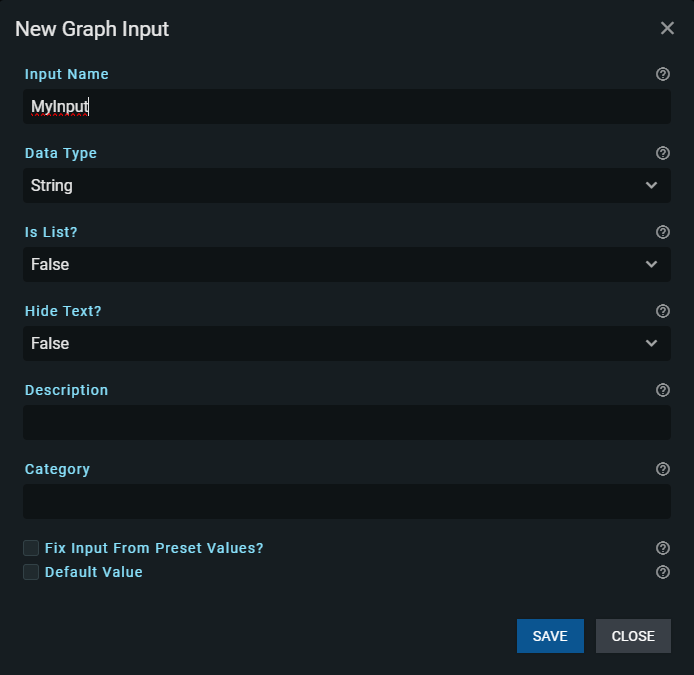 New Graph Input
Input Name
MyInput
Data Type
String
Is List?
False
Hide Text?
False
Description
Category
Fix Input From Preset Values?
Default Value
SAVE CLOSE